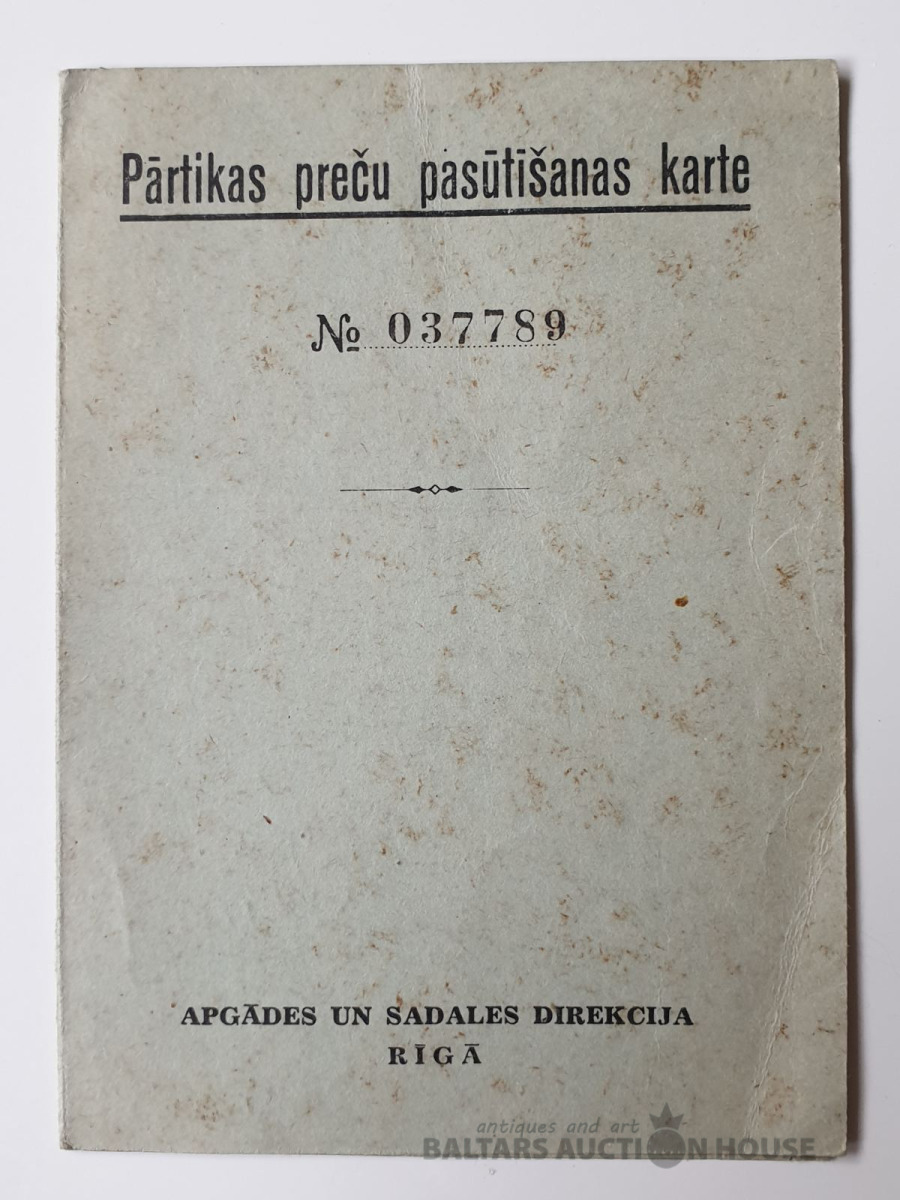 Pārtikas preču pasūtīšanas karte
№ 037789
APGĀDES UN SADALES DIREKCIJA
RĪGĀ
antiques and art
BALTARS AUCTION HOUSE